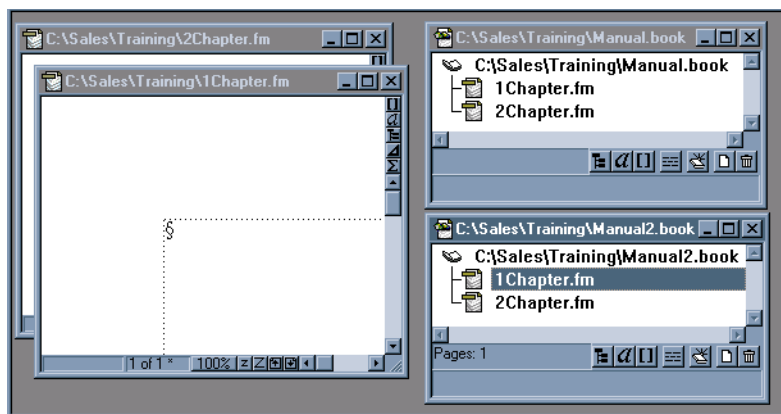 C:\Sales\Training\2Chapter.fm
C:\Sales\Training\1Chapter.fm
§
1 of 1 *
100%
z Z
C:\Sales\Training\Manual.book
C:\Sales\Training\Manual.book
1Chapter.fm
2Chapter.fm
C:\Sales\Training\Manual2.book
C:\Sales\Training\Manual2.book
1Chapter.fm
2Chapter.fm
Pages: 1